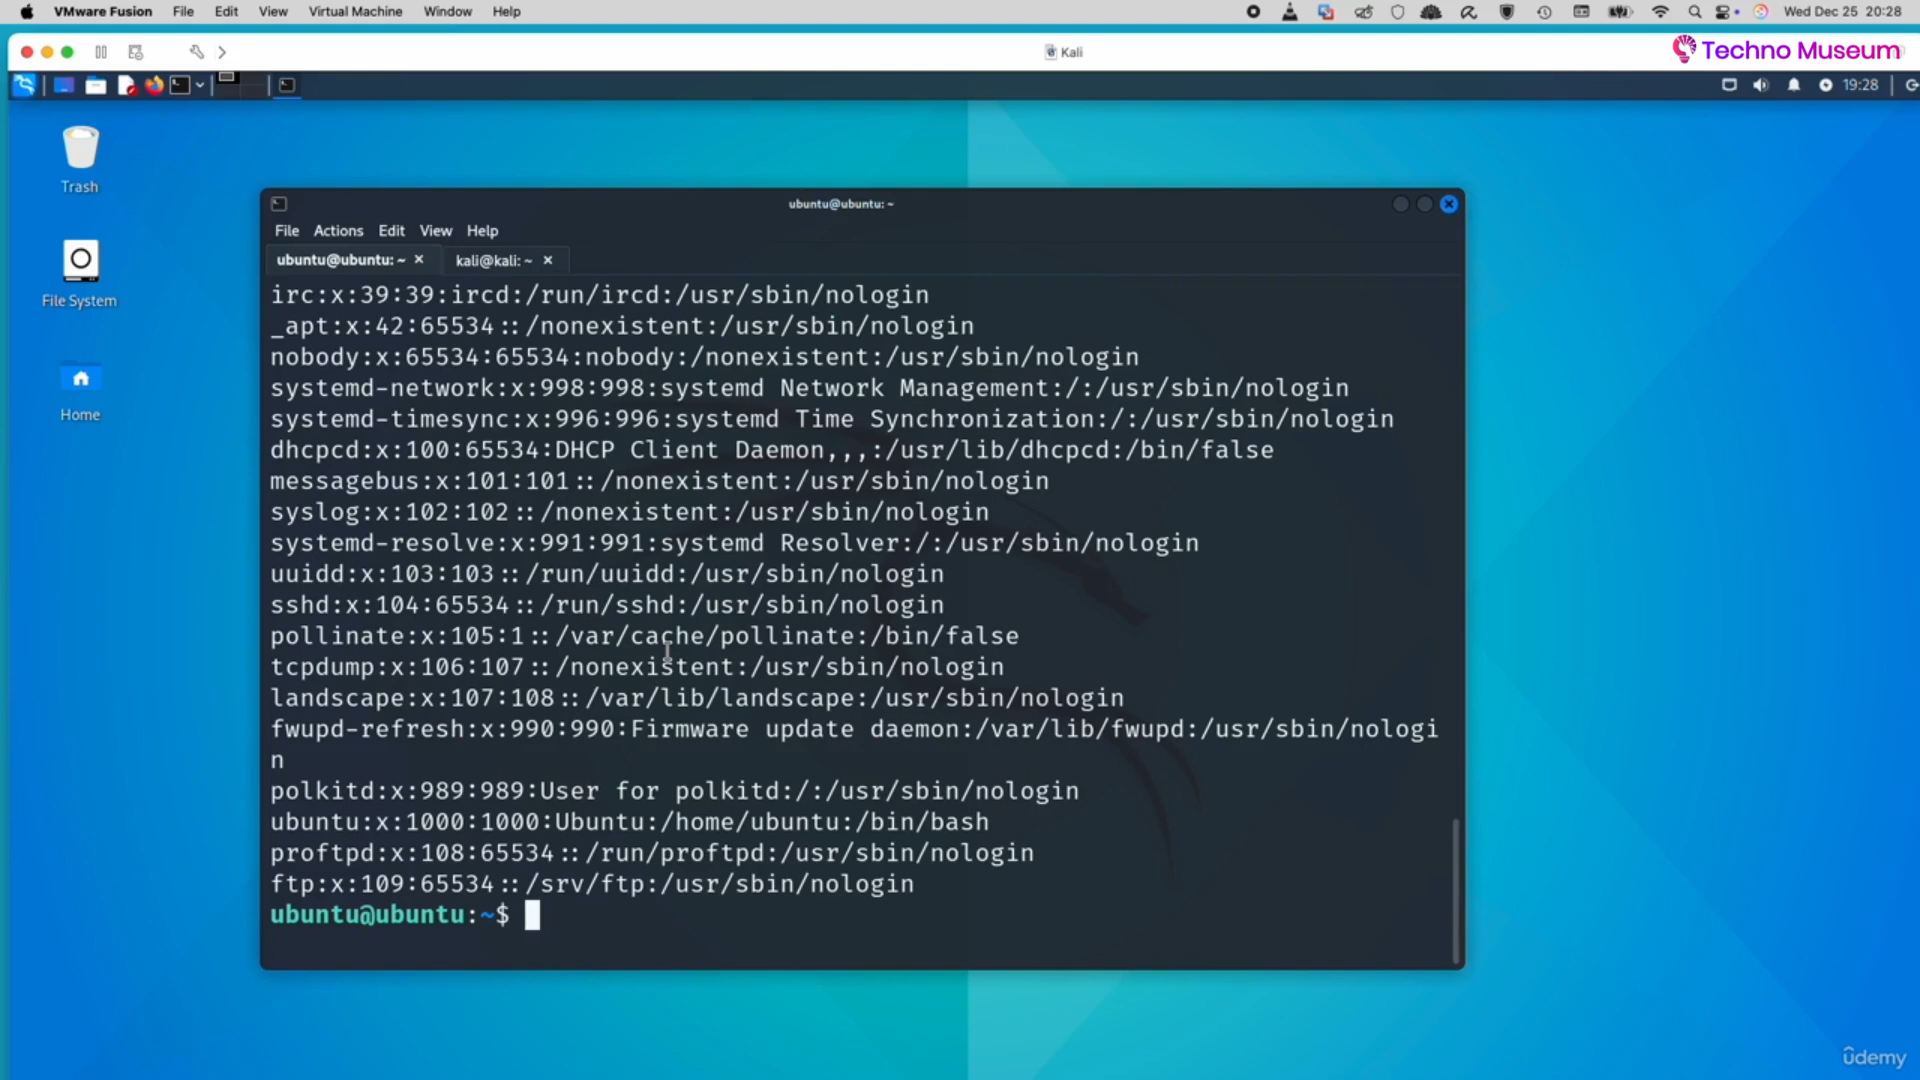 VMware Fusion File Edit View Virtual Machine Window Help Wed Dec 25 20:28
Kali
Techno Museum
19:28
Trash
File System
Home
ubuntu@ubuntu: ~
File Actions Edit View Help
ubuntu@ubuntu: ~ × kali@kali: ~ ×
irc:x:39:39:ircd:/run/ircd:/usr/sbin/nologin
_apt:x:42:65534::/nonexistent:/usr/sbin/nologin
nobody:x:65534:65534:nobody:/nonexistent:/usr/sbin/nologin
systemd-network:x:998:998:systemd Network Management:/:/usr/sbin/nologin
systemd-timesync:x:996:996:systemd Time Synchronization:/:/usr/sbin/nologin
dhcpcd:x:100:65534:DHCP Client Daemon,,,:/usr/lib/dhcpcd:/bin/false
messagebus:x:101:101::/nonexistent:/usr/sbin/nologin
syslog:x:102:102::/nonexistent:/usr/sbin/nologin
systemd-resolve:x:991:991:systemd Resolver:/:/usr/sbin/nologin
uuidd:x:103:103::/run/uuidd:/usr/sbin/nologin
sshd:x:104:65534::/run/sshd:/usr/sbin/nologin
pollinate:x:105:1::/var/cache/pollinate:/bin/false
tcpdump:x:106:107::/nonexistent:/usr/sbin/nologin
landscape:x:107:108::/var/lib/landscape:/usr/sbin/nologin
fwupd-refresh:x:990:990:Firmware update daemon:/var/lib/fwupd:/usr/sbin/nologi
n
polkitd:x:989:989:User for polkitd:/:/usr/sbin/nologin
ubuntu:x:1000:1000:Ubuntu:/home/ubuntu:/bin/bash
proftpd:x:108:65534::/run/proftpd:/usr/sbin/nologin
ftp:x:109:65534::/srv/ftp:/usr/sbin/nologin
ubuntu@ubuntu:~$
ûdemy